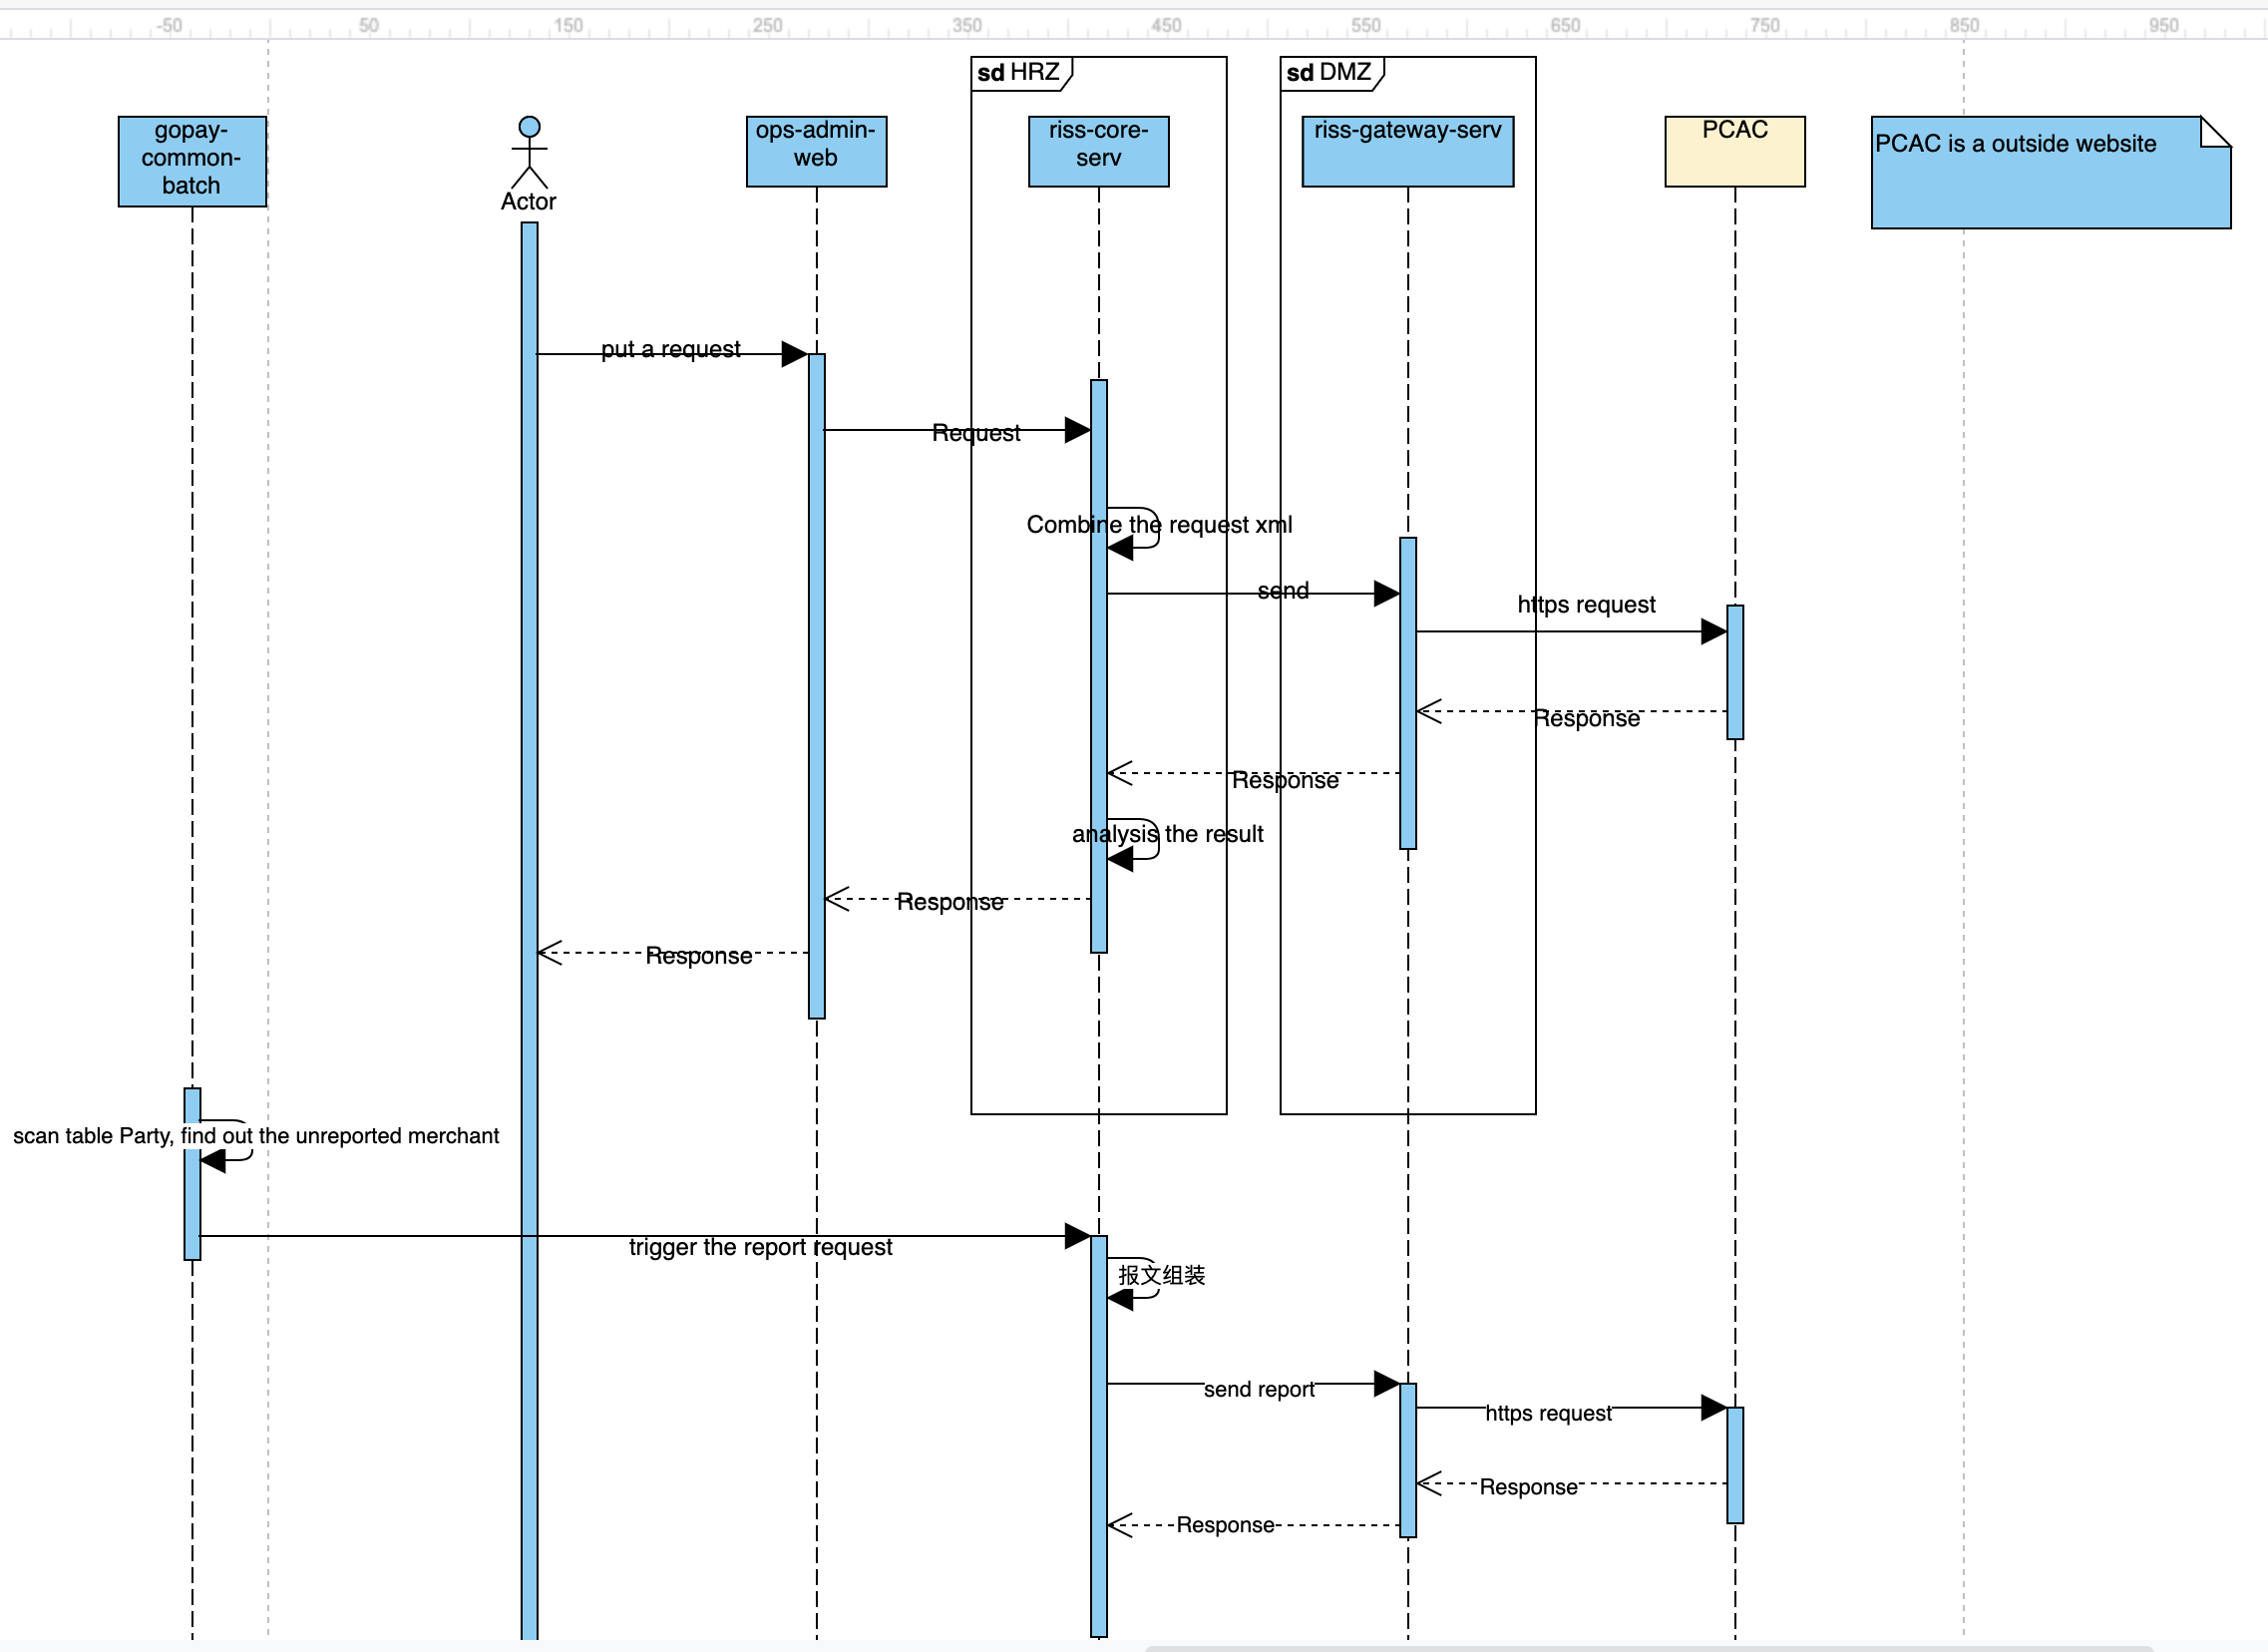 -50 50 150 250 350 450 550 650 750 850 950
sd HRZ
sd DMZ
gopay-
common-
batch
Actor
ops-admin-
web
riss-core-
serv
riss-gateway-serv
PCAC
PCAC is a outside website
put a request
Request
Combine the request xml
send
https request
Response
Response
analysis the result
Response
Response
scan table Party, find out the unreported merchant
trigger the report request
报文组装
send report
https request
Response
Response